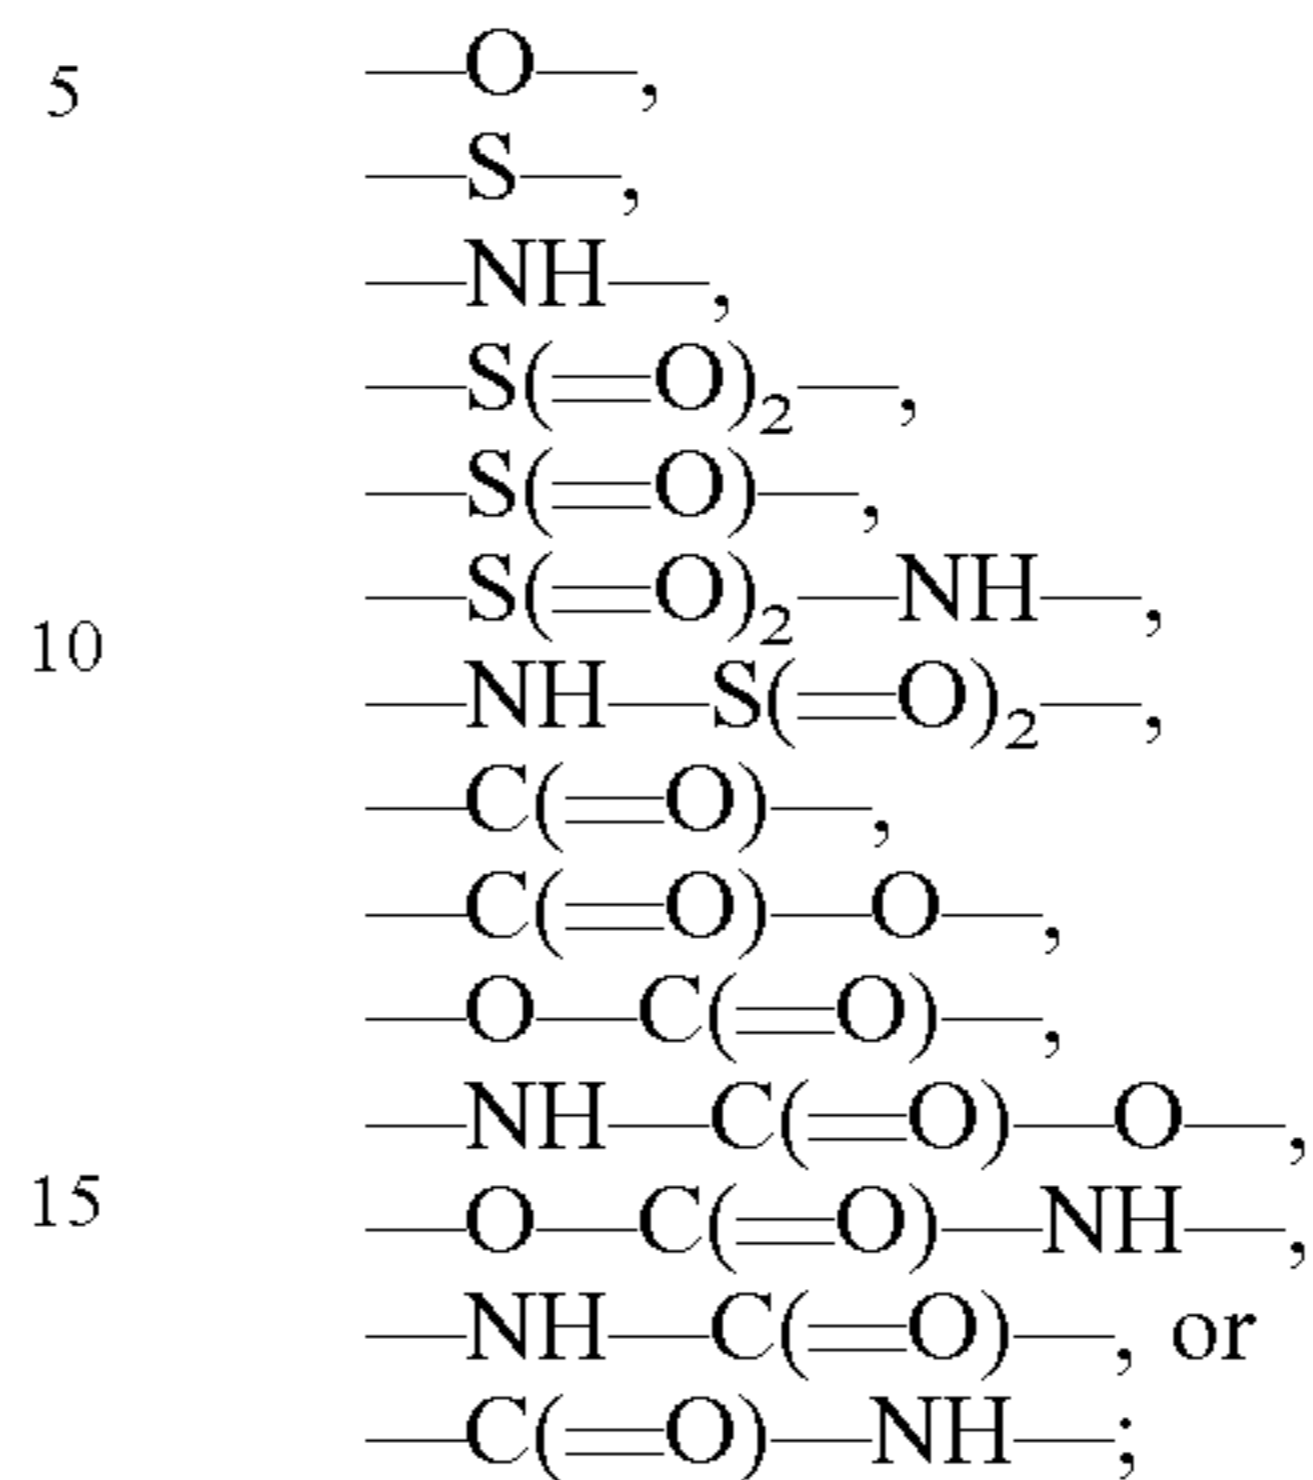 5 —O—,
—S—,
—NH—,
—S(=O)₂—,
—S(=O)—,
—S(=O)₂—NH—,
10
—NH—S(=O)₂—,
—C(=O)—,
—C(=O)—O—,
—O—C(=O)—,
—NH—C(=O)—O—,
15 —O—C(=O)—NH—,
—NH—C(=O)—, or
—C(=O)—NH—;